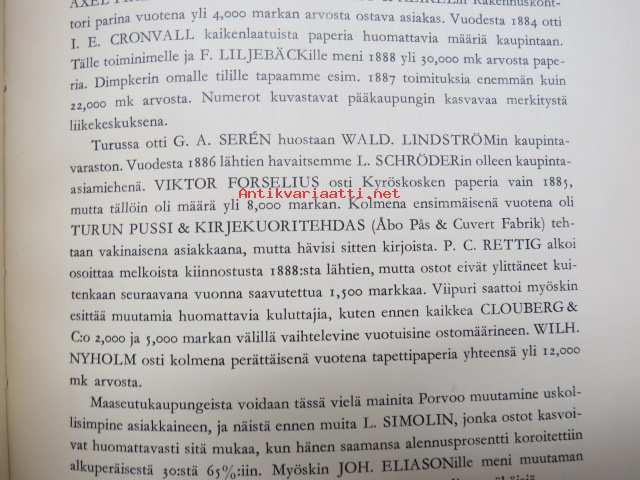 tori parina vuotena yli 4,000 markan arvosta ostava asiakas. Vuodesta 1884 otti
I. E. CRONVALL kaikenlaatuista paperia huomattavia määriä kaupintaan.
Tälle toiminimelle ja F. LILJEBÄCKille meni 1888 yli 30,000 mk arvosta pape-
ria. Dimpkerin omalle tilille tapaamme esim. 1887 toimituksia enemmän kuin
22,000 mk arvosta. Numerot kuvastavat pääkaupungin kasvavaa merkitystä
liikekeskuksena.
Turussa otti G. A. SERÉN huostaan WALD. LINDSTRÖMin kaupinta-
varaston. Vuodesta 1886 lähtien havaitsemme L. SCHRÖDERin olleen kaupinta-
asiamiehenä. VIKTOR FORSELIUS osti Kyröskosken paperia vain 1885,
Antikvariaatti.net
mutta tällöin oli määrä yli 8,000 markan. Kolmena ensimmäisenä vuotena oli
TURUN PUSSI & KIRJEKUORITEHDAS (Åbo Pås & Cuvert Fabrik) teh-
taan vakinaisena asiakkaana, mutta hävisi sitten kirjoista. P. C. RETTIG alkoi
osoittaa melkoista kiinnostusta 1888:sta lähtien, mutta ostot eivät ylittäneet kui-
tenkaan seuraavana vuonna saavutettua 1,500 markkaa. Viipuri saattoi myöskin
esittää muutamia huomattavia kuluttajia, kuten ennen kaikkea CLOUBERG &
C:o 2,000 ja 5,000 markan välillä vaihtelevine vuotuisine ostomäärineen. WILH.
NYHOLM osti kolmena perättäisenä vuotena tapettipaperia yhteensä yli 12,000
mk arvosta.
Maaseutukaupungeista voidaan tässä vielä mainita Porvoo muutamine uskol-
lisimpine asiakkaineen, ja näistä ennen muita L. SIMOLIN, jonka ostot kasvoi-
vat huomattavasti sitä mukaa, kun hänen saamansa alennusprosentti koroitettiin
alkuperäisestä 30:stä 65%:iin. Myöskin JOH. ELIASONille meni muutaman